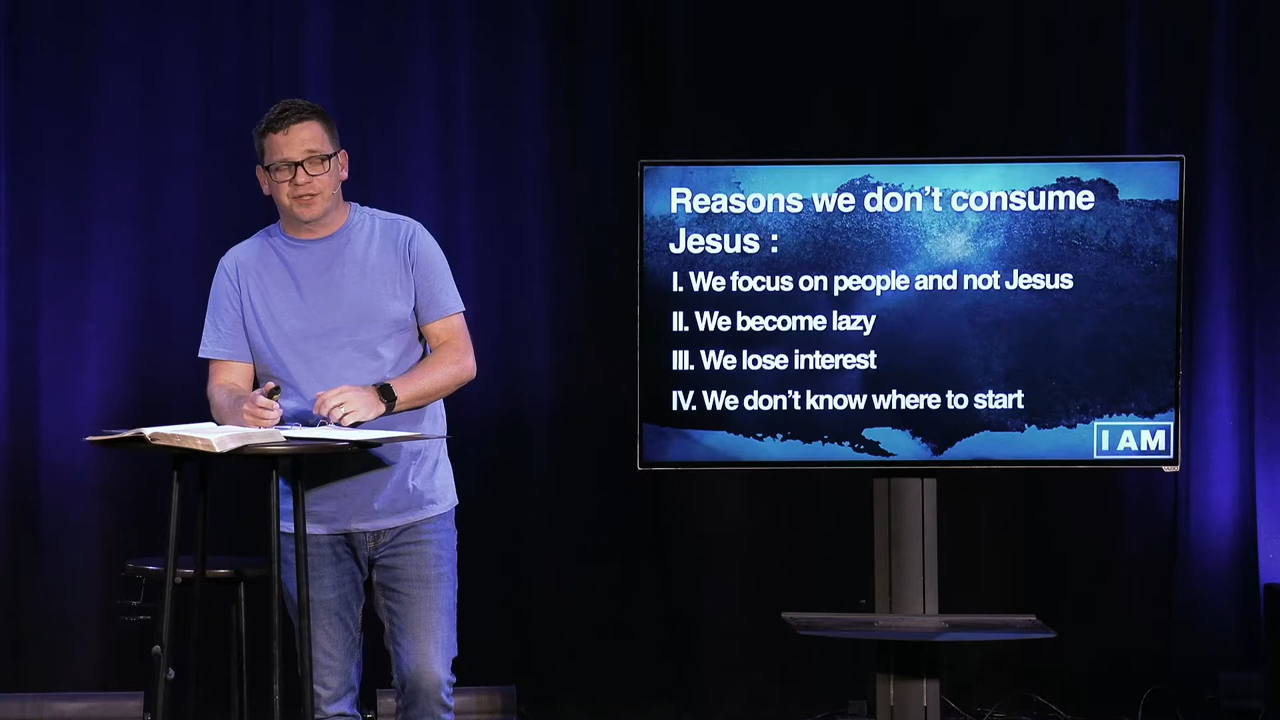 Reasons we don’t consume
Jesus :
I. We focus on people and not Jesus
II. We become lazy
III. We lose interest
IV. We don’t know where to start
I AM